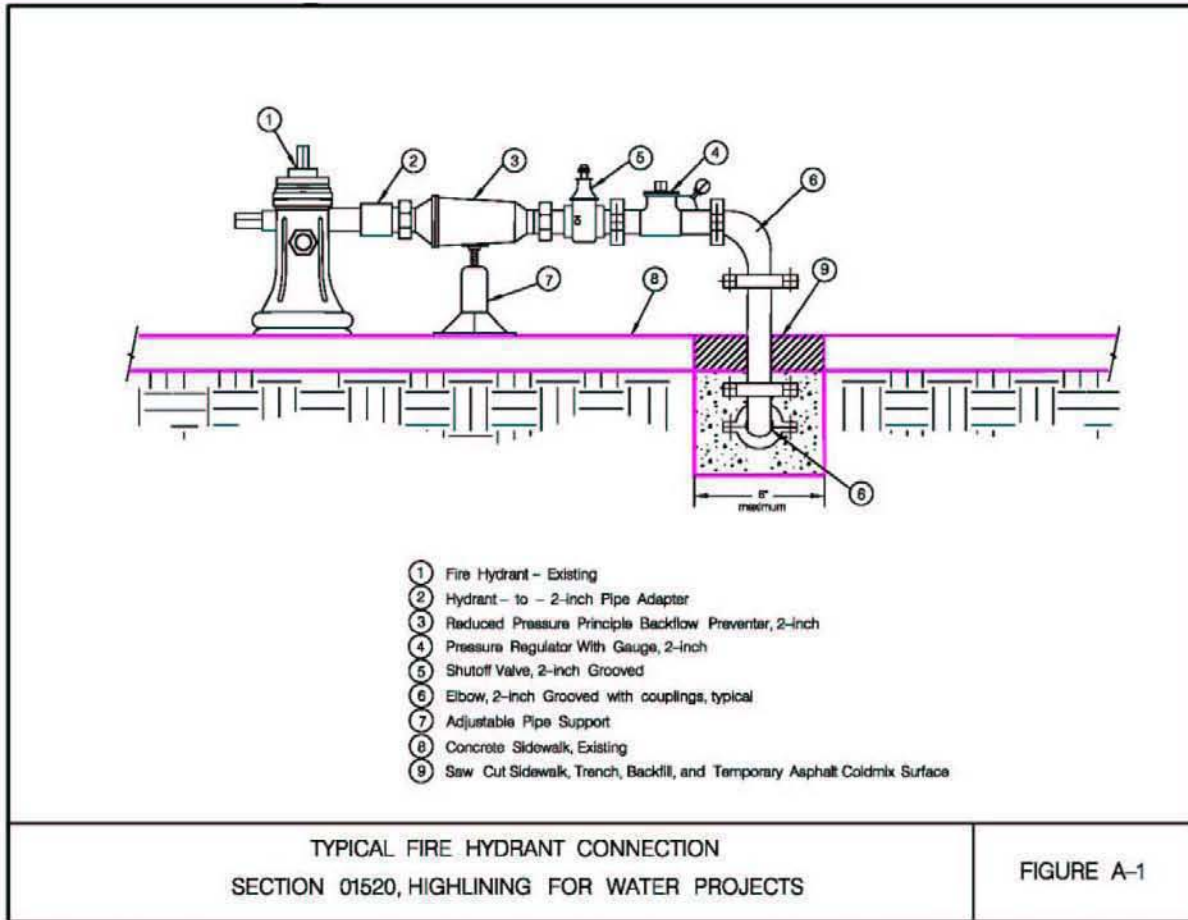 1
2
3
5
4
6
7
8
9
6" maximum
6
1 Fire Hydrant - Existing
2 Hydrant - to - 2-inch Pipe Adapter
3 Reduced Pressure Principle Backflow Preventer, 2-inch
4 Pressure Regulator With Gauge, 2-inch
5 Shutoff Valve, 2-inch Grooved
6 Elbow, 2-inch Grooved with couplings, typical
7 Adjustable Pipe Support
8 Concrete Sidewalk, Existing
9 Saw Cut Sidewalk, Trench, Backfill, and Temporary Asphalt Coldmix Surface
TYPICAL FIRE HYDRANT CONNECTION
SECTION 01520, HIGHLINING FOR WATER PROJECTS
FIGURE A-1